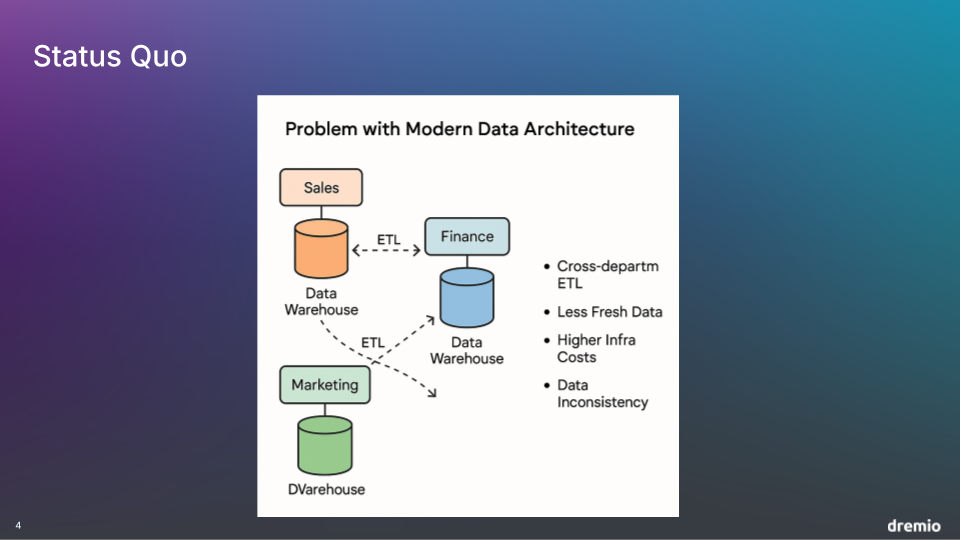 Status Quo
Problem with Modern Data Architecture
Sales
ETL
Finance
Data
Warehouse
ETL
Data
Warehouse
Marketing
DVarehouse
• Cross-departm
ETL
• Less Fresh Data
• Higher Infra
Costs
• Data
Inconsistency
4
dremio